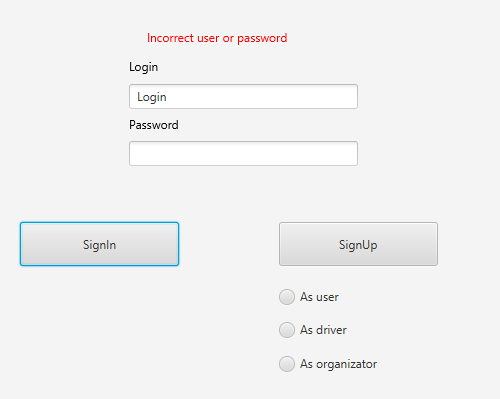 Incorrect user or password
Login
Login
Password
SignIn
SignUp
As user
As driver
As organizator